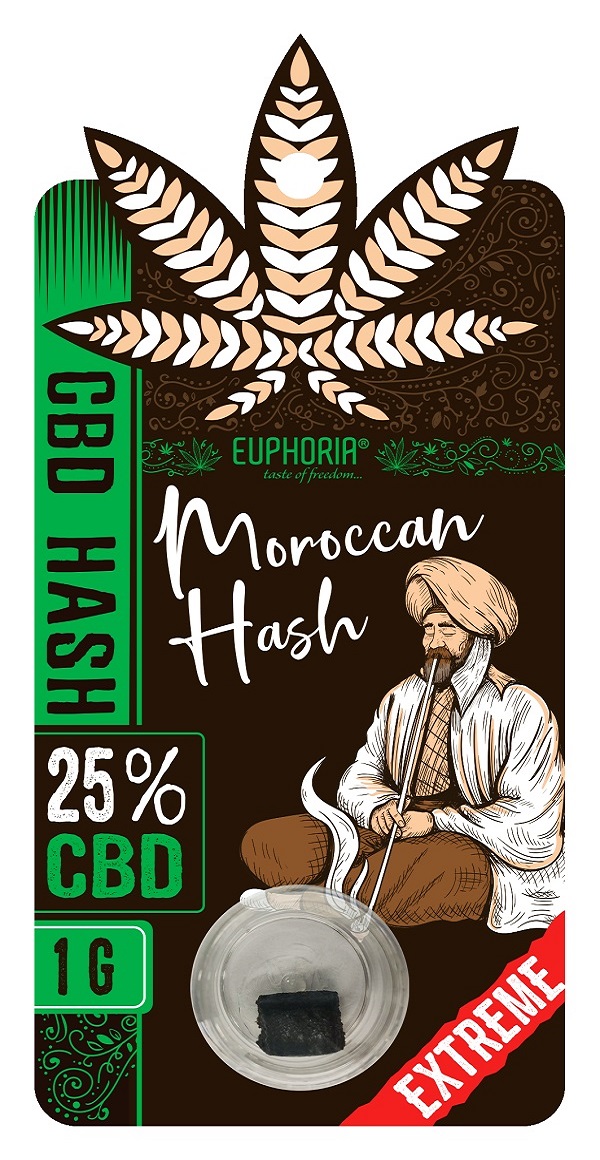 EUPHORIA®
taste of freedom...
CBD HASH
Moroccan
Hash
25%
CBD
1G
EXTREME